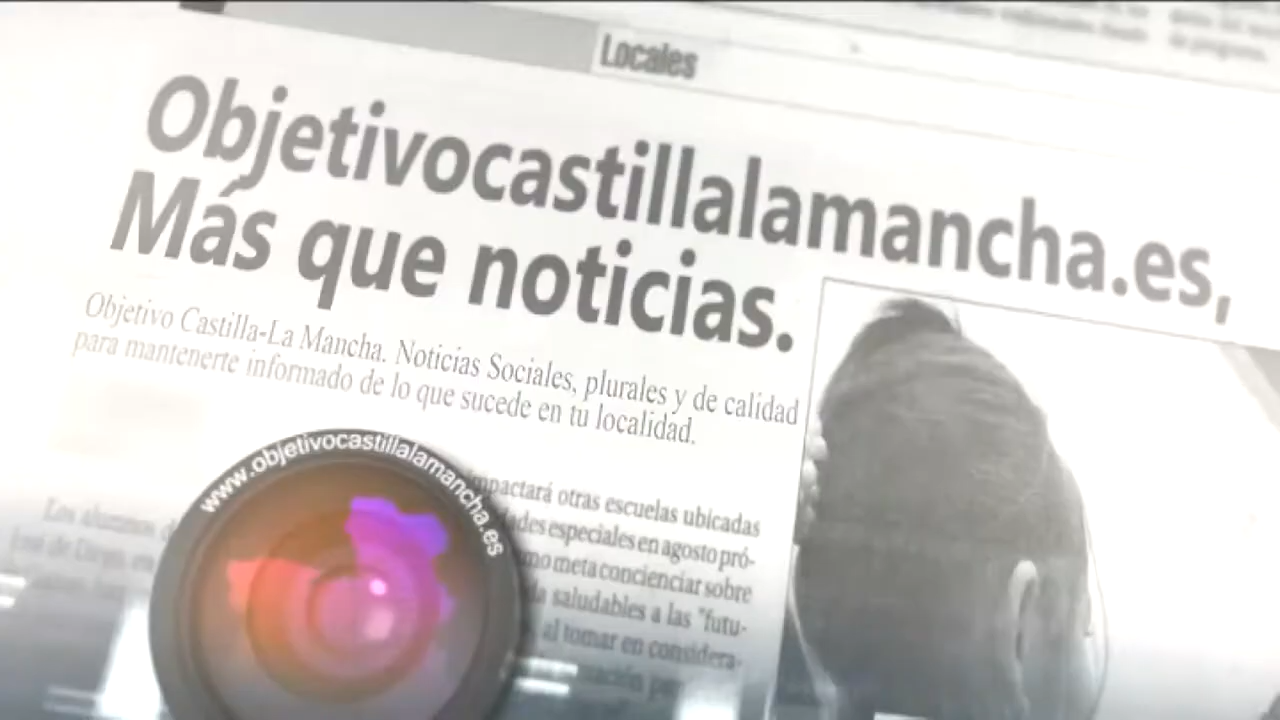 Locales
Objetivocastillalamancha.es,
Más que noticias.
Objetivo Castilla-La Mancha. Noticias Sociales, plurales y de calidad
para mantenerte informado de lo que sucede en tu localidad.
www.objetivocastillalamancha.es
otras escuelas ubicadas
especiales en agosto pró-
meta concienciar sobre
saludables a las "futu-
al tomar en considera-